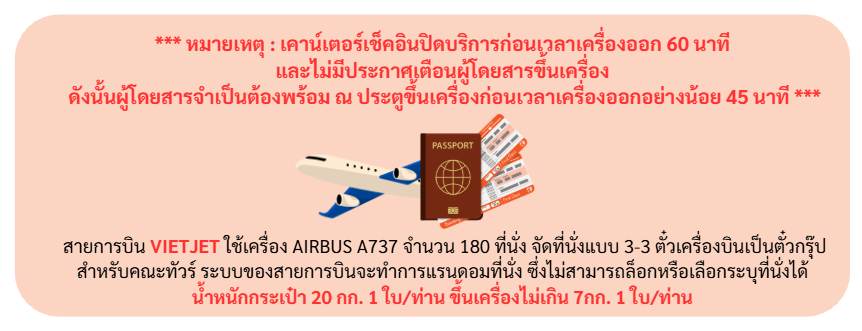 *** หมายเหตุ : เคาน์เตอร์เช็คอินปิดบริการก่อนเวลาเครื่องออก 60 นาที
และไม่มีประกาศเตือนผู้โดยสารขึ้นเครื่อง
ดังนั้นผู้โดยสารจำเป็นต้องพร้อม ณ ประตูขึ้นเครื่องก่อนเวลาเครื่องออกอย่างน้อย 45 นาที ***
PASSPORT
สายการบิน VIETJET ใช้เครื่อง AIRBUS A737 จำนวน 180 ที่นั่ง จัดที่นั่งแบบ 3-3 ตั๋วเครื่องบินเป็นตั๋วกรุ๊ป
สำหรับคณะทัวร์ ระบบของสายการบินจะทำการแรนดอมที่นั่ง ซึ่งไม่สามารถล็อกหรือเลือกระบุที่นั่งได้
น้ำหนักกระเป๋า 20 กก. 1 ใบ/ท่าน ขึ้นเครื่องไม่เกิน 7กก. 1 ใบ/ท่าน